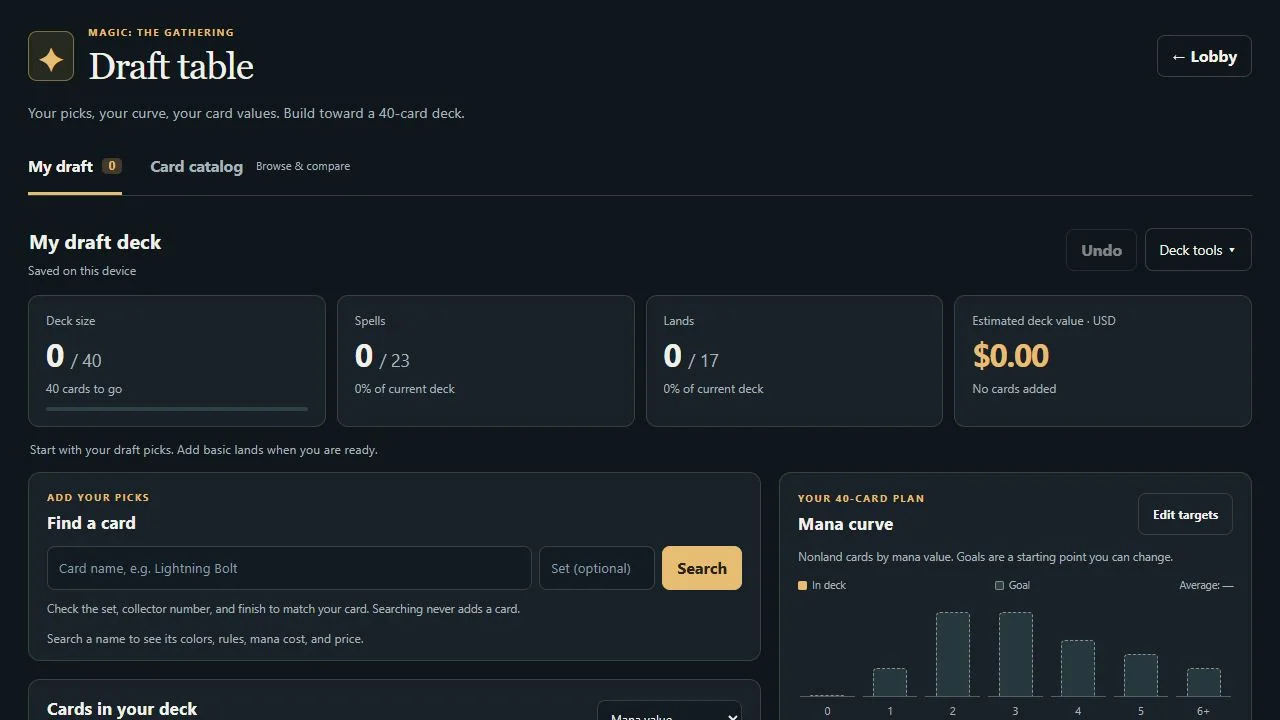 MAGIC: THE GATHERING
Draft table
← Lobby
Your picks, your curve, your card values. Build toward a 40-card deck.
My draft 0 Card catalog Browse & compare
My draft deck
Saved on this device
Undo Deck tools ▾
Deck size
0 / 40
40 cards to go
Spells
0 / 23
0% of current deck
Lands
0 / 17
0% of current deck
Estimated deck value · USD
$0.00
No cards added
Start with your draft picks. Add basic lands when you are ready.
ADD YOUR PICKS
Find a card
Card name, e.g. Lightning Bolt Set (optional) Search
Check the set, collector number, and finish to match your card. Searching never adds a card.
Search a name to see its colors, rules, mana cost, and price.
Cards in your deck
Mana value
YOUR 40-CARD PLAN
Mana curve
Edit targets
Nonland cards by mana value. Goals are a starting point you can change.
In deck Goal Average: —
0 1 2 3 4 5 6+